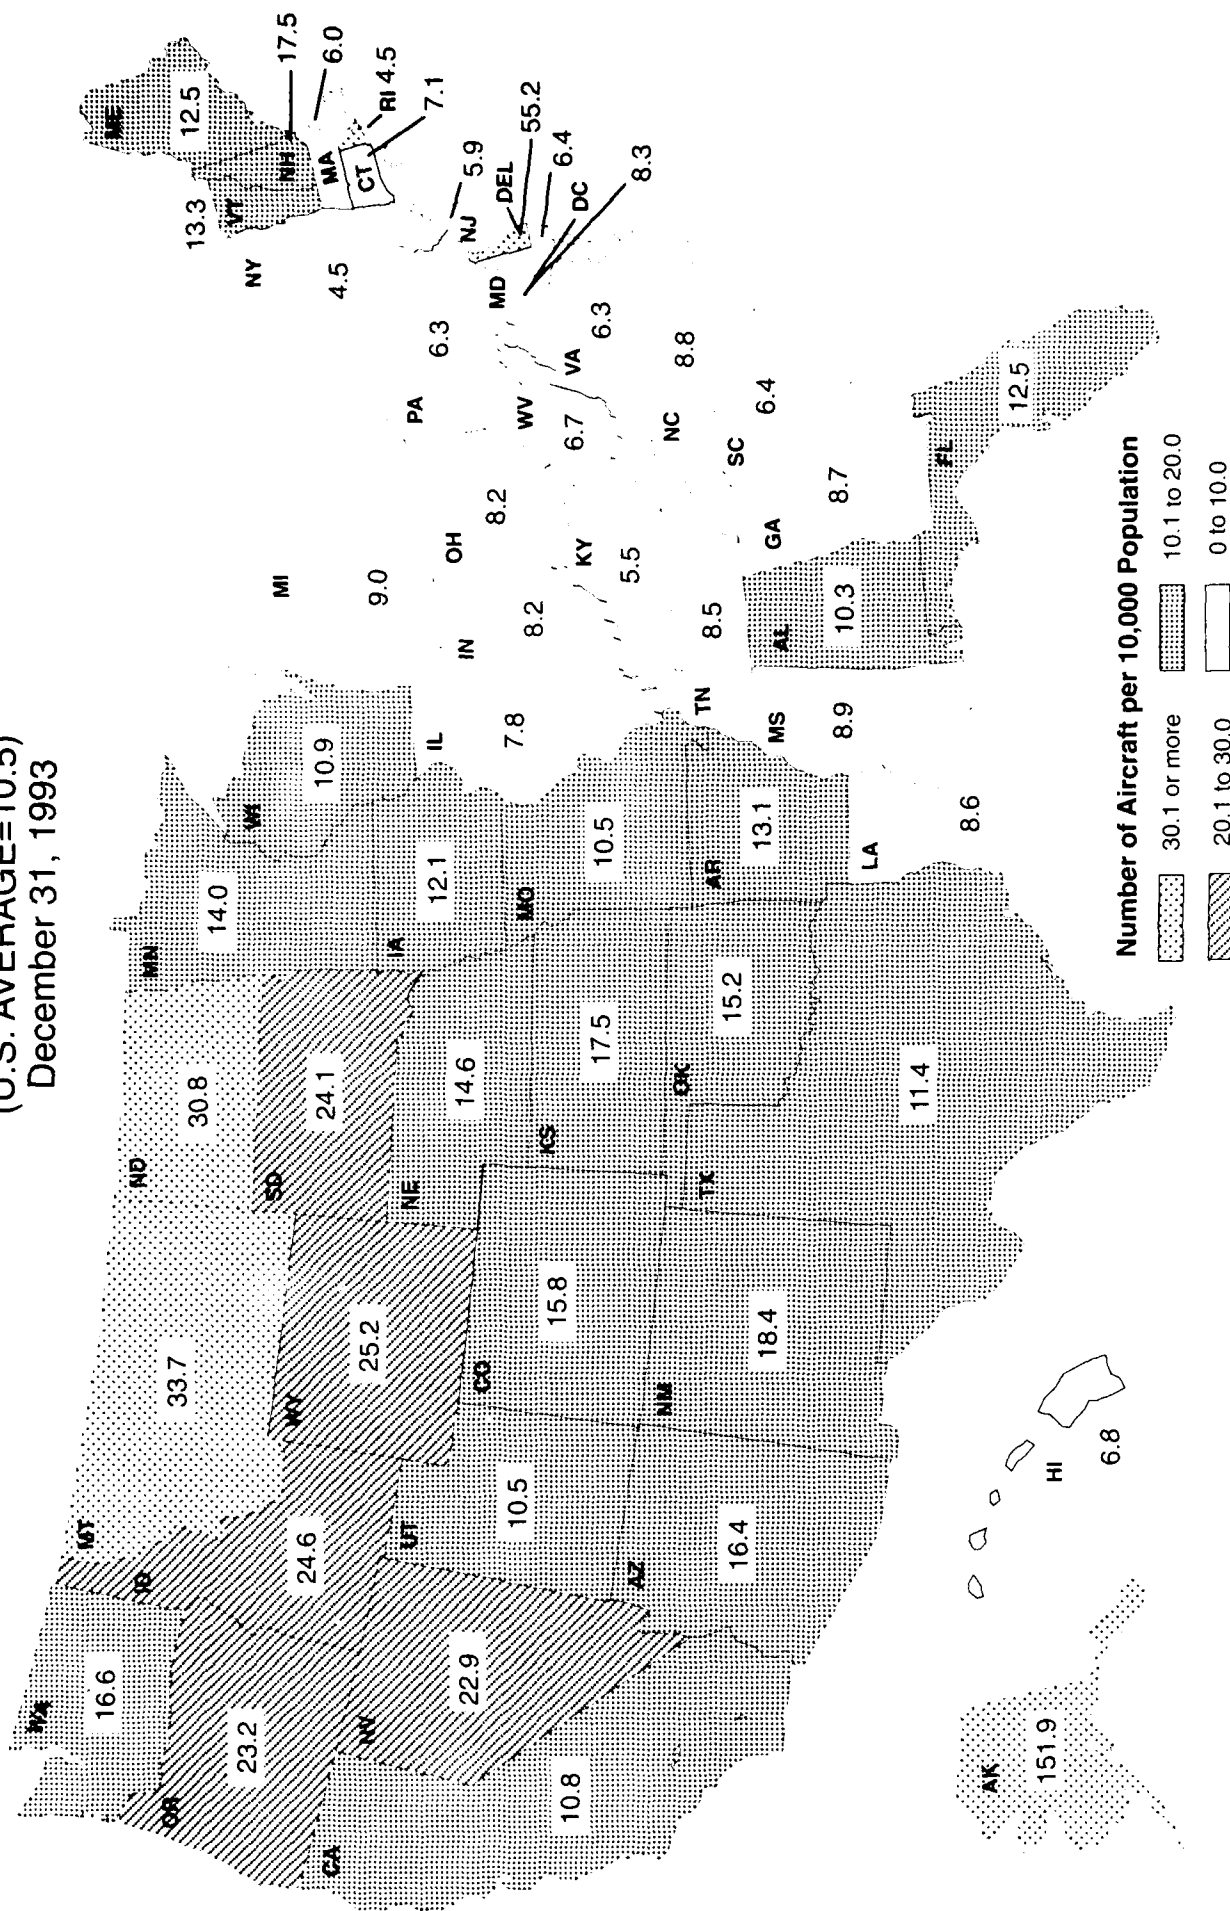 (U.S. AVERAGE=10.5)
December 31, 1993
WA
16.6
OR
23.2
CA
10.8
NV
22.9
ID
24.6
MT
33.7
WY
25.2
UT
10.5
AZ
16.4
CO
15.8
NM
18.4
ND
30.8
SD
24.1
NE
14.6
KS
17.5
OK
15.2
TX
11.4
MN
14.0
IA
12.1
MO
10.5
AR
13.1
LA
8.6
WI
10.9
IL
7.8
MI
9.0
IN
8.2
OH
8.2
KY
5.5
TN
8.5
MS
8.9
AL
10.3
GA
8.7
FL
12.5
SC
6.4
NC
8.8
VA
6.3
WV
6.7
PA
6.3
NY
4.5
VT
13.3
NH
17.5
ME
12.5
MA
6.0
RI 4.5
CT
7.1
NJ
5.9
DEL
55.2
MD
6.4
DC
8.3
AK
151.9
HI
6.8
Number of Aircraft per 10,000 Population
30.1 or more
10.1 to 20.0
20.1 to 30.0
0 to 10.0